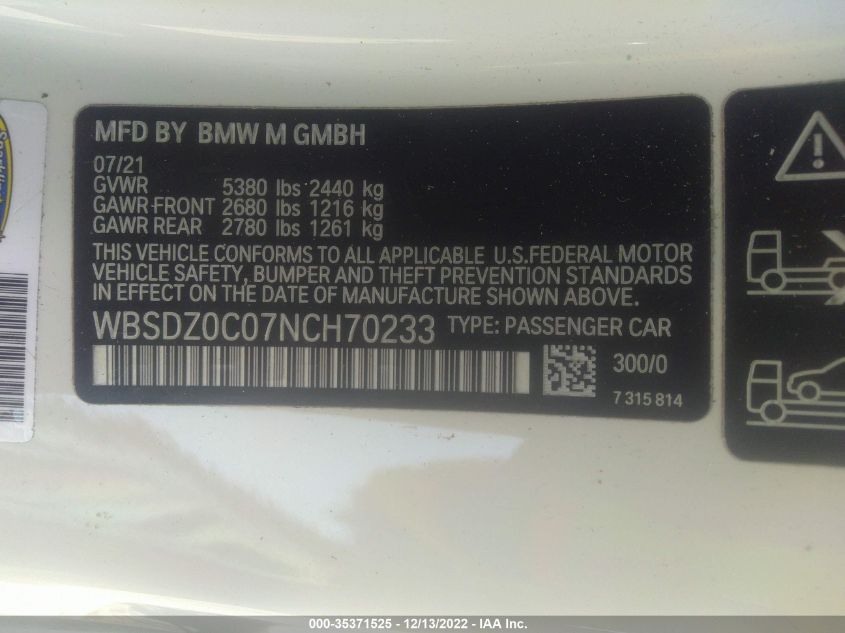 MFD BY BMW M GMBH
07/21
GVWR 5380 lbs 2440 kg
GAWR FRONT 2680 lbs 1216 kg
GAWR REAR 2780 lbs 1261 kg
THIS VEHICLE CONFORMS TO ALL APPLICABLE U.S.FEDERAL MOTOR
VEHICLE SAFETY, BUMPER AND THEFT PREVENTION STANDARDS
IN EFFECT ON THE DATE OF MANUFACTURE SHOWN ABOVE.
WBSDZ0C07NCH70233 TYPE: PASSENGER CAR
300/0
7 315 814
000-35371525 - 12/13/2022 - IAA Inc.